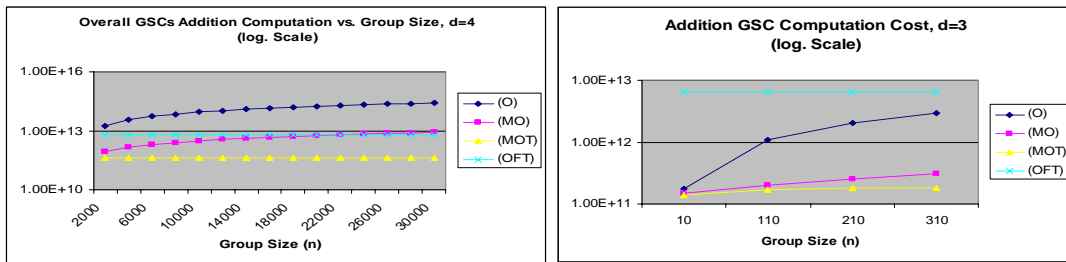 Overall GSCs Addition Computation vs. Group Size, d=4
(log. Scale)
1.00E+16
1.00E+13
1.00E+10
2000
6000
10000
14000
18000
22000
26000
30000
Group Size (n)
(O)
(MO)
(MOT)
(OFT)
Addition GSC Computation Cost, d=3
(log. Scale)
1.00E+13
1.00E+12
1.00E+11
10
110
210
310
Group Size (n)
(O)
(MO)
(MOT)
(OFT)